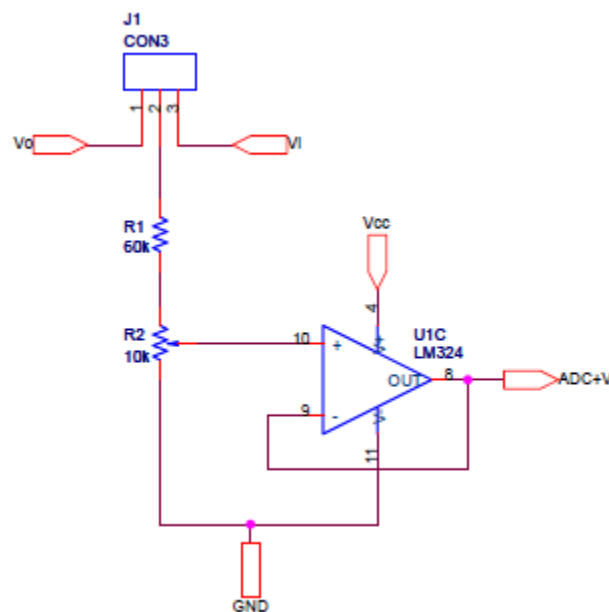 J1
CON3
1
2
3
Vo
VI
R1
60k
Vcc
4
R2
10k
10
+
V+
U1C
LM324
OUT
8
ADC+V
9
-
V-
11
GND